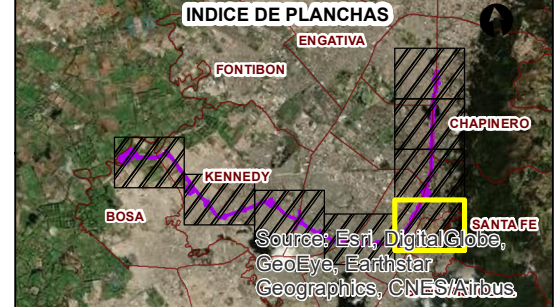 INDICE DE PLANCHAS
ENGATIVA
FONTIBON
CHAPINERO
KENNEDY
BOSA
SANTA FE
Source: Esri, DigitalGlobe,
GeoEye, Earthstar
Geographics, CNES/Airbus